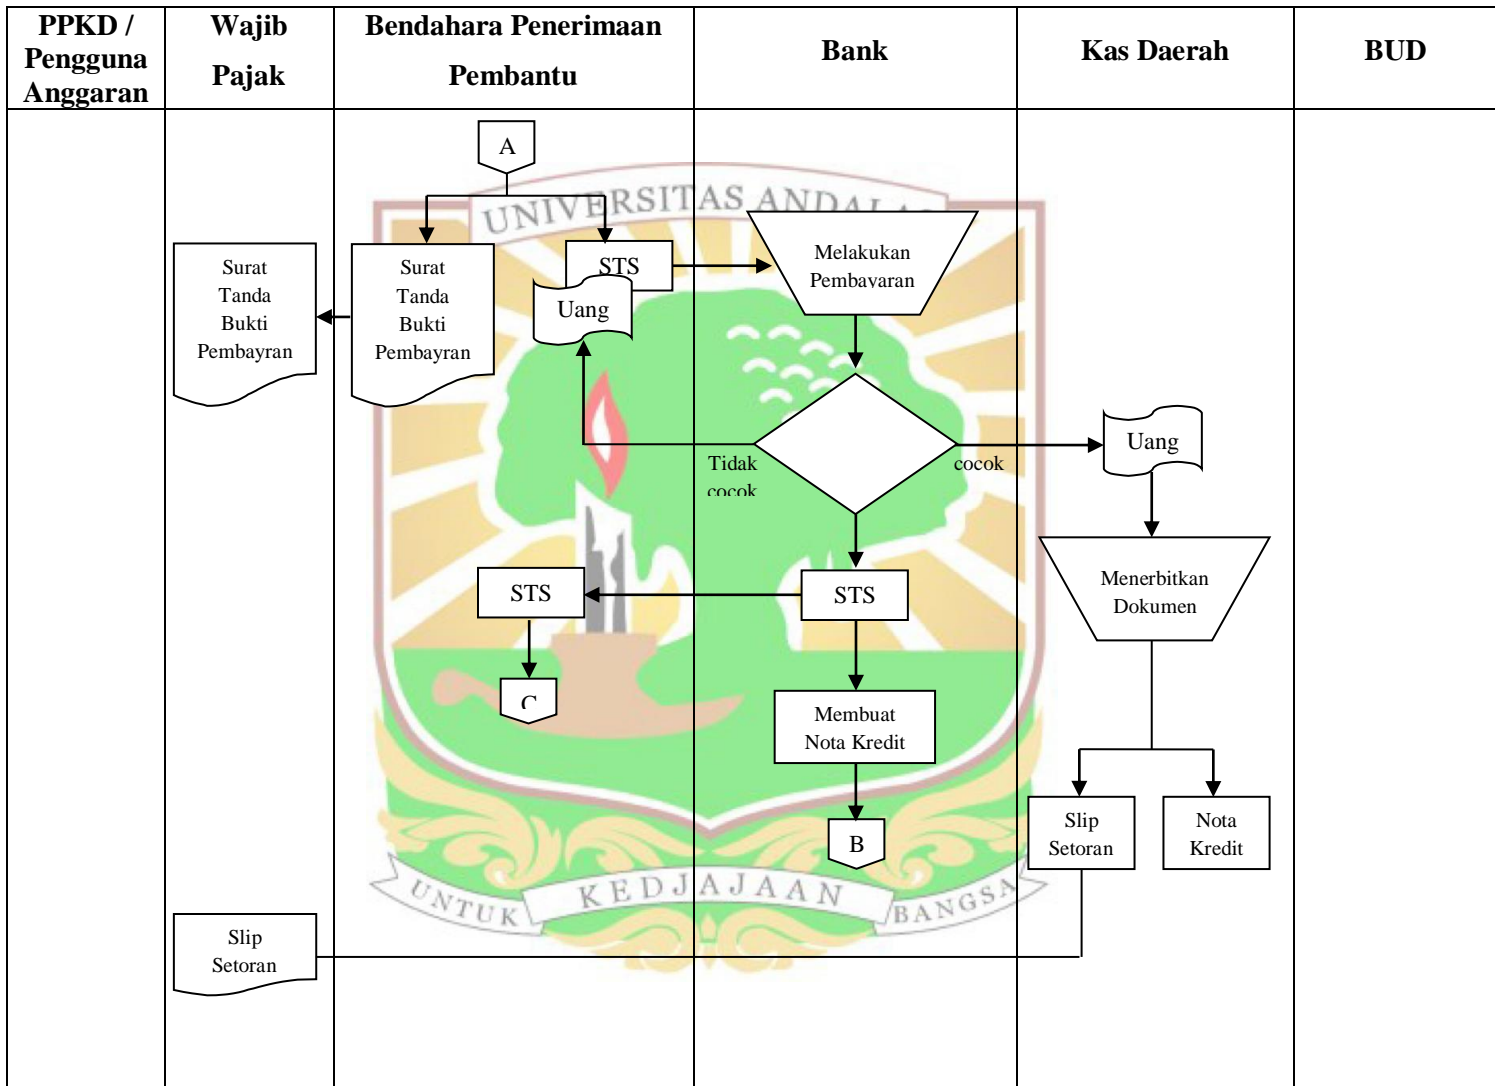 PPKD /
Pengguna
Anggaran
Wajib
Pajak
Bendahara Penerimaan
Pembantu
Bank
Kas Daerah
BUD
A
UNIVERSITAS ANDALAS
Surat
Tanda
Bukti
Pembayran
Surat
Tanda
Bukti
Pembayran
STS
Uang
Melakukan
Pembayaran
Tidak
cocok
cocok
Uang
Menerbitkan
Dokumen
STS
STS
C
Membuat
Nota Kredit
B
Slip
Setoran
Nota
Kredit
UNTUK KEDJAJAAN BANGSA
Slip
Setoran